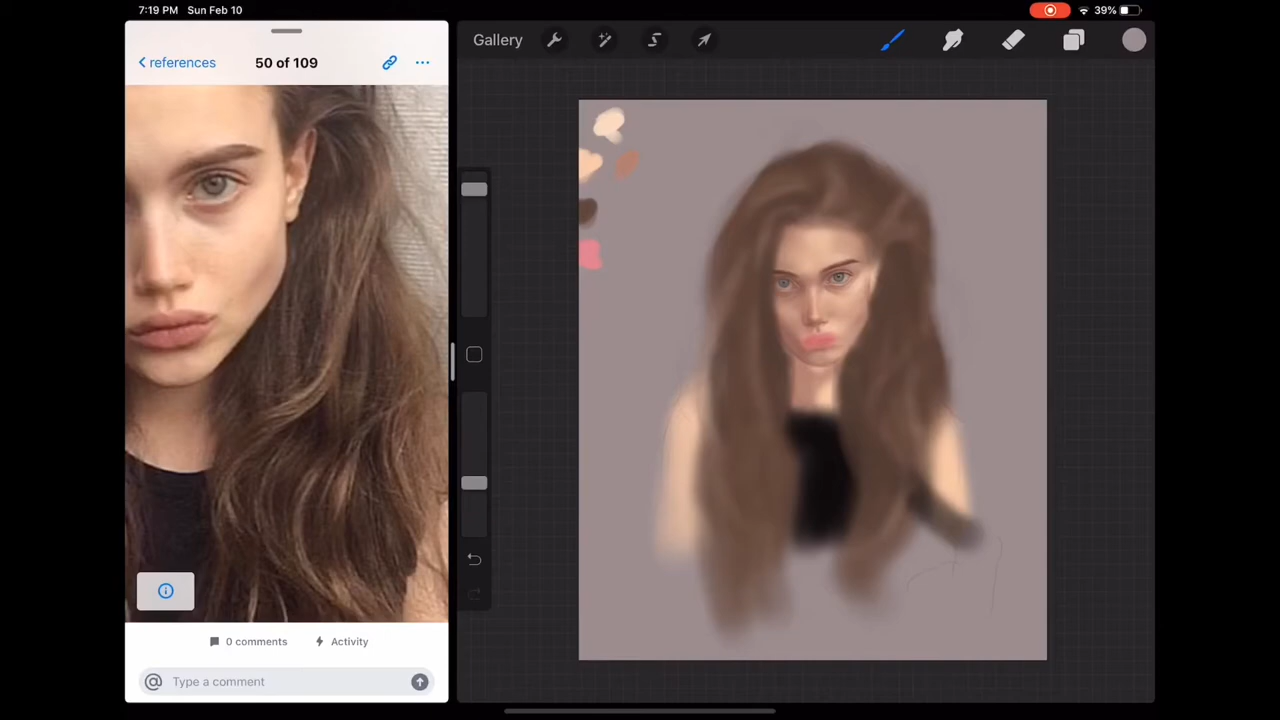 7:19 PM Sun Feb 10
39%
references
50 of 109
Gallery
0 comments
Activity
Type a comment